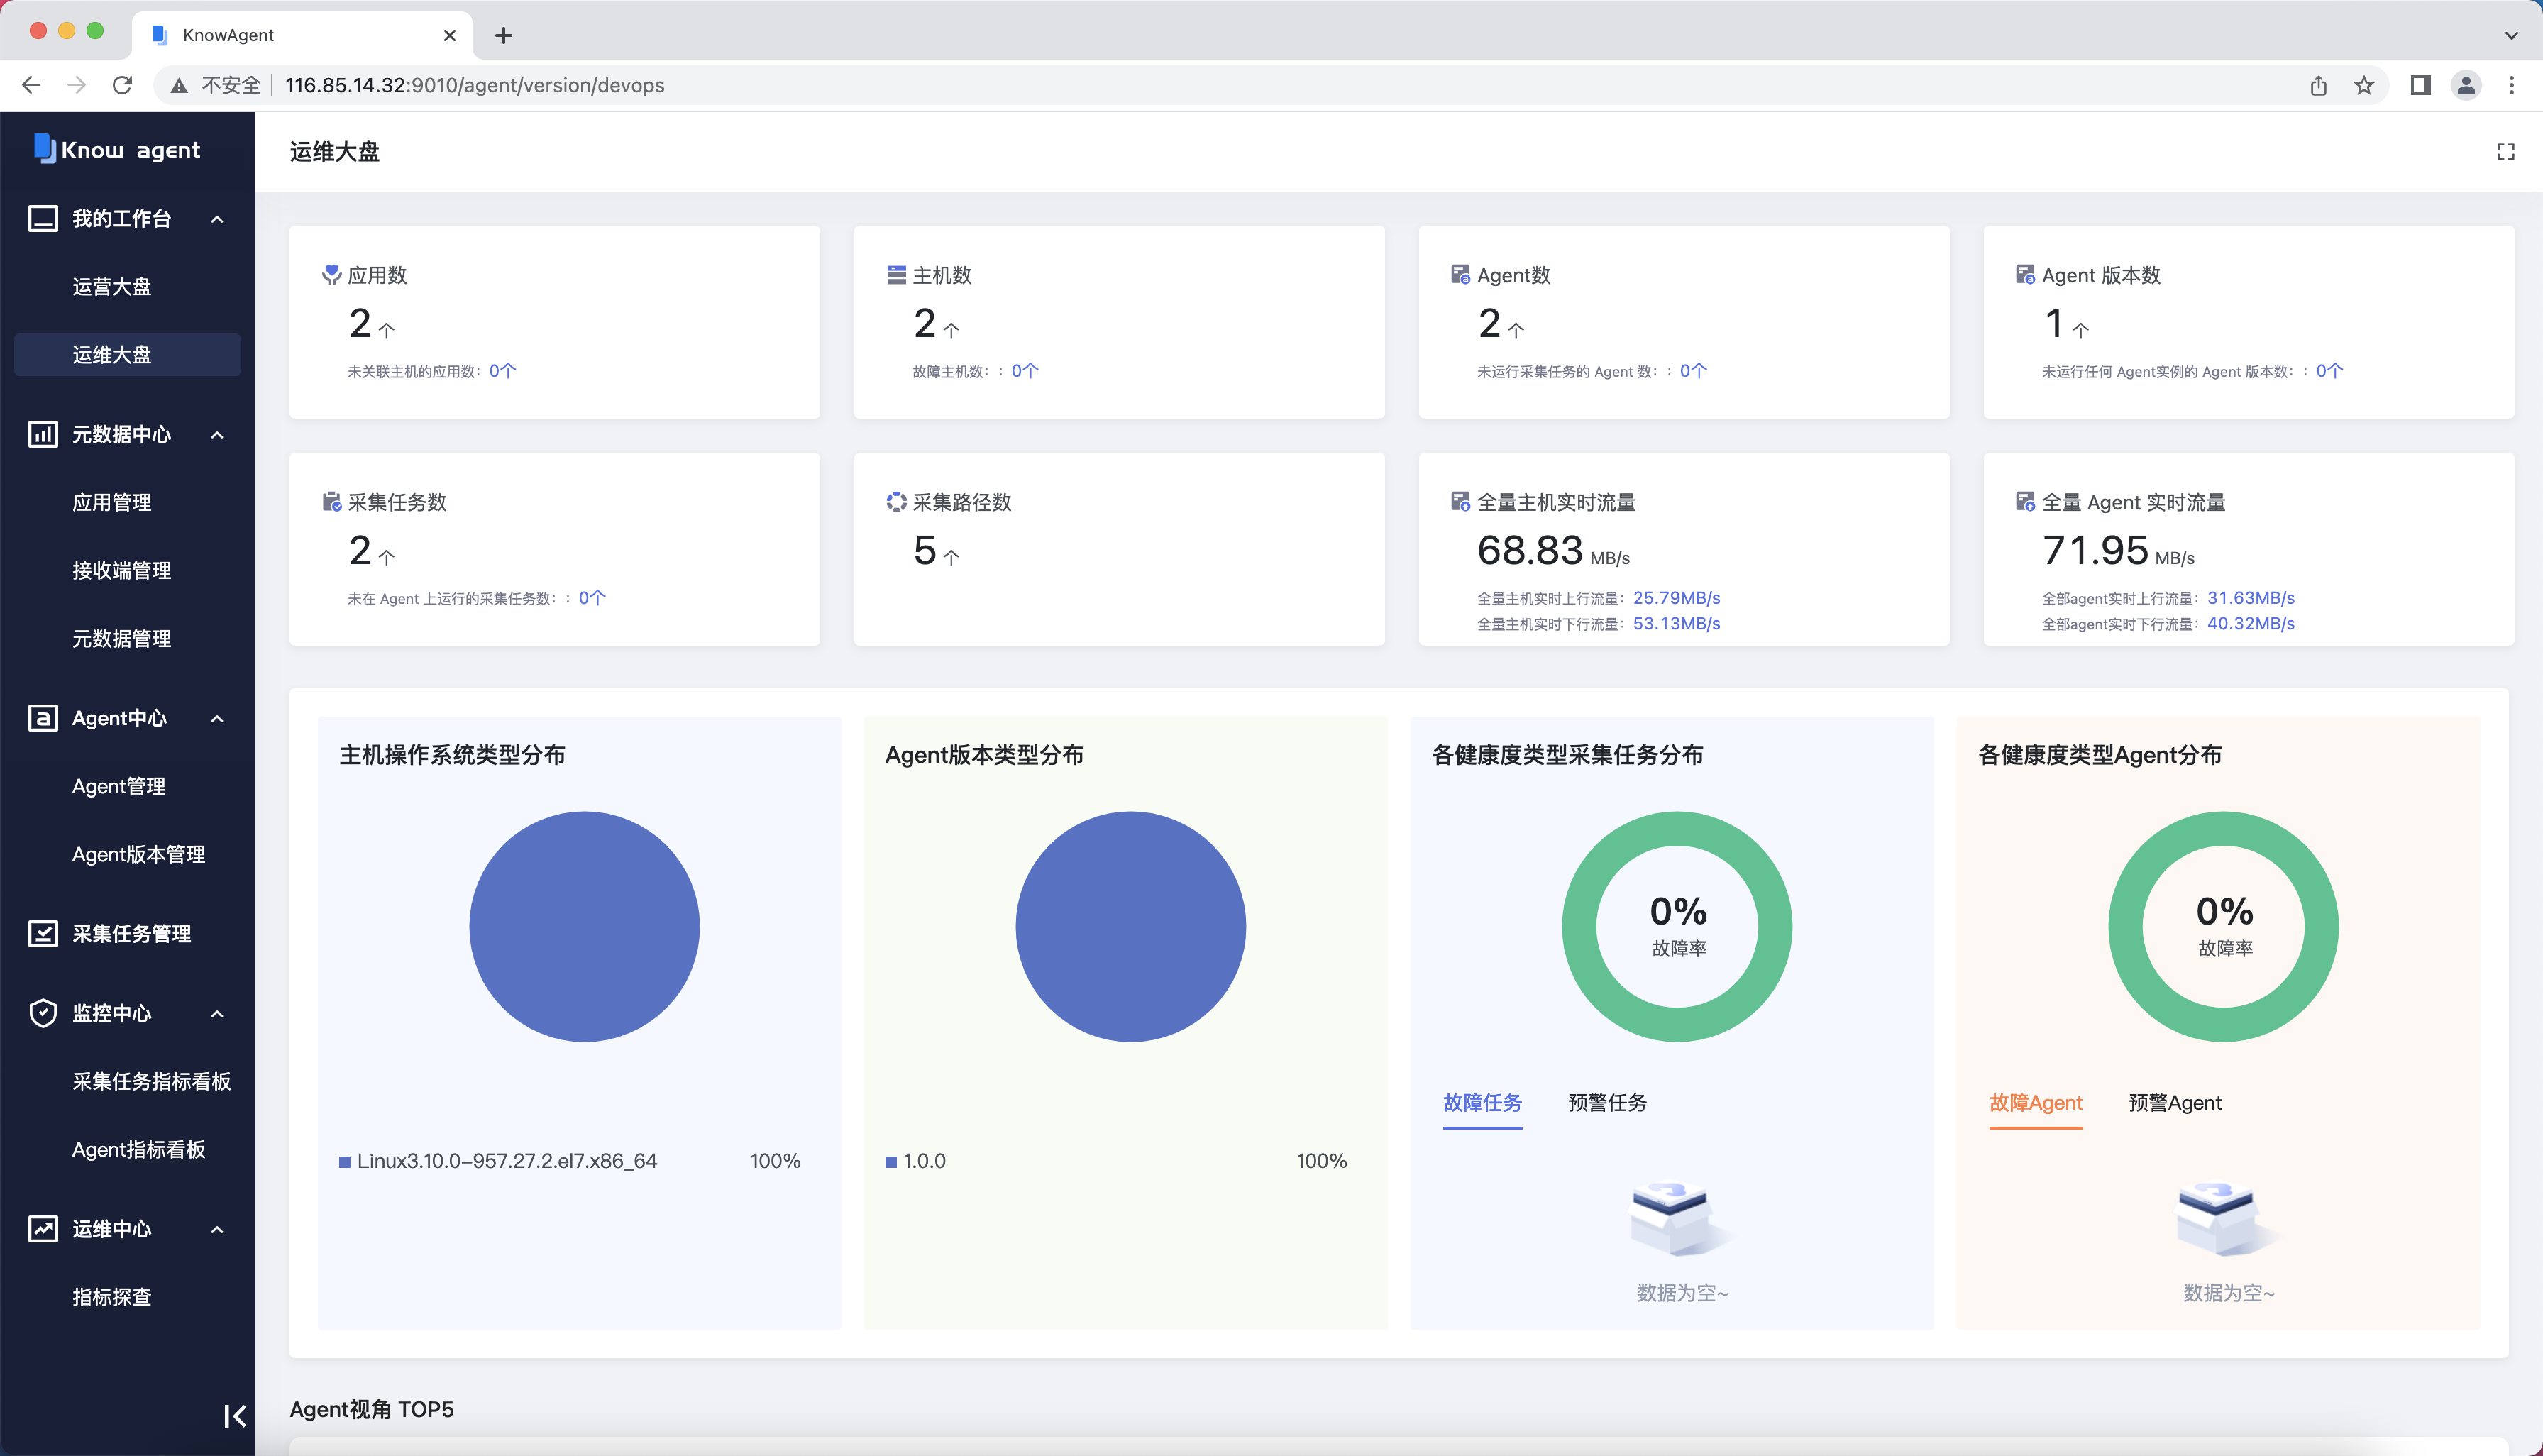 KnowAgent
不安全
116.85.14.32:9010/agent/version/devops
Know agent
我的工作台
运营大盘
运维大盘
元数据中心
应用管理
接收端管理
元数据管理
Agent中心
Agent管理
Agent版本管理
采集任务管理
监控中心
采集任务指标看板
Agent指标看板
运维中心
指标探查
运维大盘
应用数
2 个
未关联主机的应用数: 0个
主机数
2 个
故障主机数: : 0个
Agent数
2 个
未运行采集任务的 Agent 数: : 0个
Agent 版本数
1 个
未运行任何 Agent实例的 Agent 版本数: : 0个
采集任务数
2 个
未在 Agent 上运行的采集任务数: : 0个
采集路径数
5 个
全量主机实时流量
68.83 MB/s
全量主机实时上行流量: 25.79MB/s
全量主机实时下行流量: 53.13MB/s
全量 Agent 实时流量
71.95 MB/s
全部agent实时上行流量: 31.63MB/s
全部agent实时下行流量: 40.32MB/s
主机操作系统类型分布
Linux3.10.0-957.27.2.el7.x86_64 100%
Agent版本类型分布
1.0.0 100%
各健康度类型采集任务分布
0%
故障率
故障任务 预警任务
数据为空~
各健康度类型Agent分布
0%
故障率
故障Agent 预警Agent
数据为空~
Agent视角 TOP5